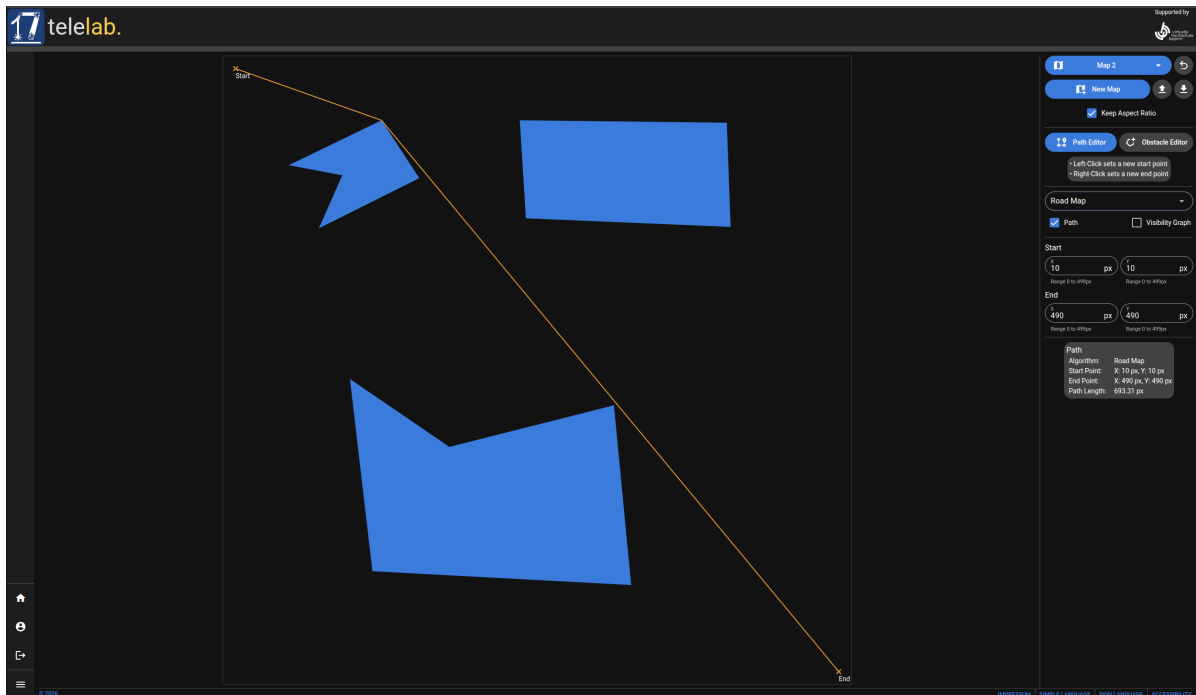 17 telelab.
Supported by
virtuelle
hochschule
bayern
Start
End
Map 2
New Map
Keep Aspect Ratio
Path Editor
Obstacle Editor
• Left-Click sets a new start point
• Right-Click sets a new end point
Road Map
Path
Visibility Graph
Start
X
10 px
Y
10 px
Range 0 to 499px
Range 0 to 499px
End
X
490 px
Y
490 px
Range 0 to 499px
Range 0 to 499px
Path
Algorithm: Road Map
Start Point: X: 10 px, Y: 10 px
End Point: X: 490 px, Y: 490 px
Path Length: 693.31 px
© 2026
IMPRESSUM | SIMPLE LANGUAGE | SIGN LANGUAGE | ACCESSIBILITY